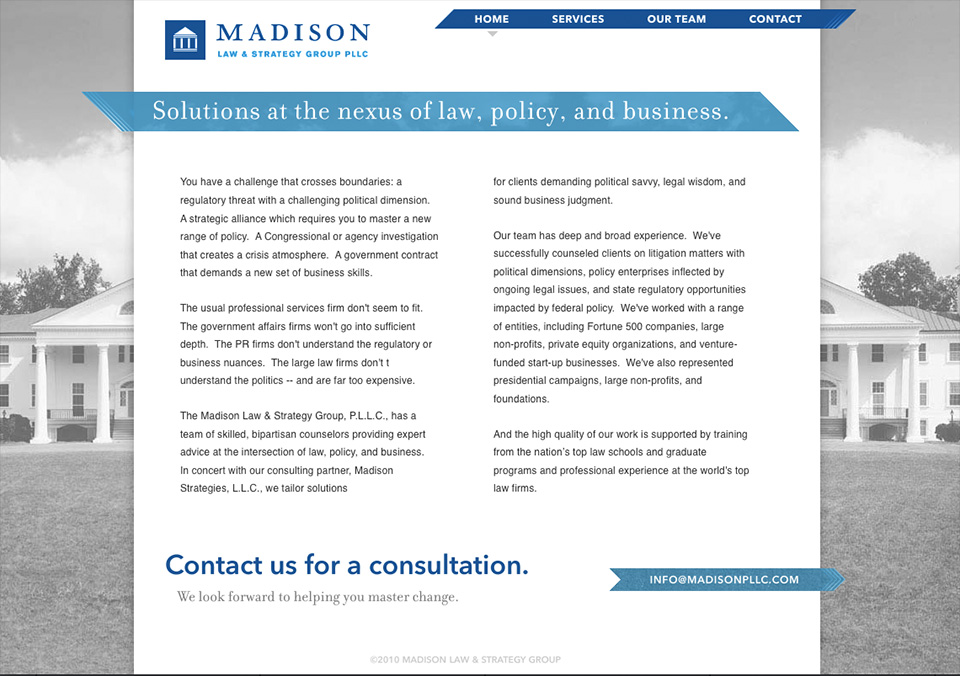 MADISON
LAW & STRATEGY GROUP PLLC
HOME SERVICES OUR TEAM CONTACT
Solutions at the nexus of law, policy, and business.
You have a challenge that crosses boundaries: a
regulatory threat with a challenging political dimension.
A strategic alliance which requires you to master a new
range of policy.  A Congressional or agency investigation
that creates a crisis atmosphere.  A government contract
that demands a new set of business skills.
The usual professional services firm don't seem to fit.
The government affairs firms won't go into sufficient
depth.  The PR firms don't understand the regulatory or
business nuances.  The large law firms don't t
understand the politics -- and are far too expensive.
The Madison Law & Strategy Group, P.L.L.C., has a
team of skilled, bipartisan counselors providing expert
advice at the intersection of law, policy, and business.
In concert with our consulting partner, Madison
Strategies, L.L.C., we tailor solutions
for clients demanding political savvy, legal wisdom, and
sound business judgment.
Our team has deep and broad experience.  We've
successfully counseled clients on litigation matters with
political dimensions, policy enterprises inflected by
ongoing legal issues, and state regulatory opportunities
impacted by federal policy.  We've worked with a range
of entities, including Fortune 500 companies, large
non-profits, private equity organizations, and venture-
funded start-up businesses.  We've also represented
presidential campaigns, large non-profits, and
foundations.
And the high quality of our work is supported by training
from the nation's top law schools and graduate
programs and professional experience at the world's top
law firms.
Contact us for a consultation.
We look forward to helping you master change.
INFO@MADISONPLLC.COM
©2010 MADISON LAW & STRATEGY GROUP